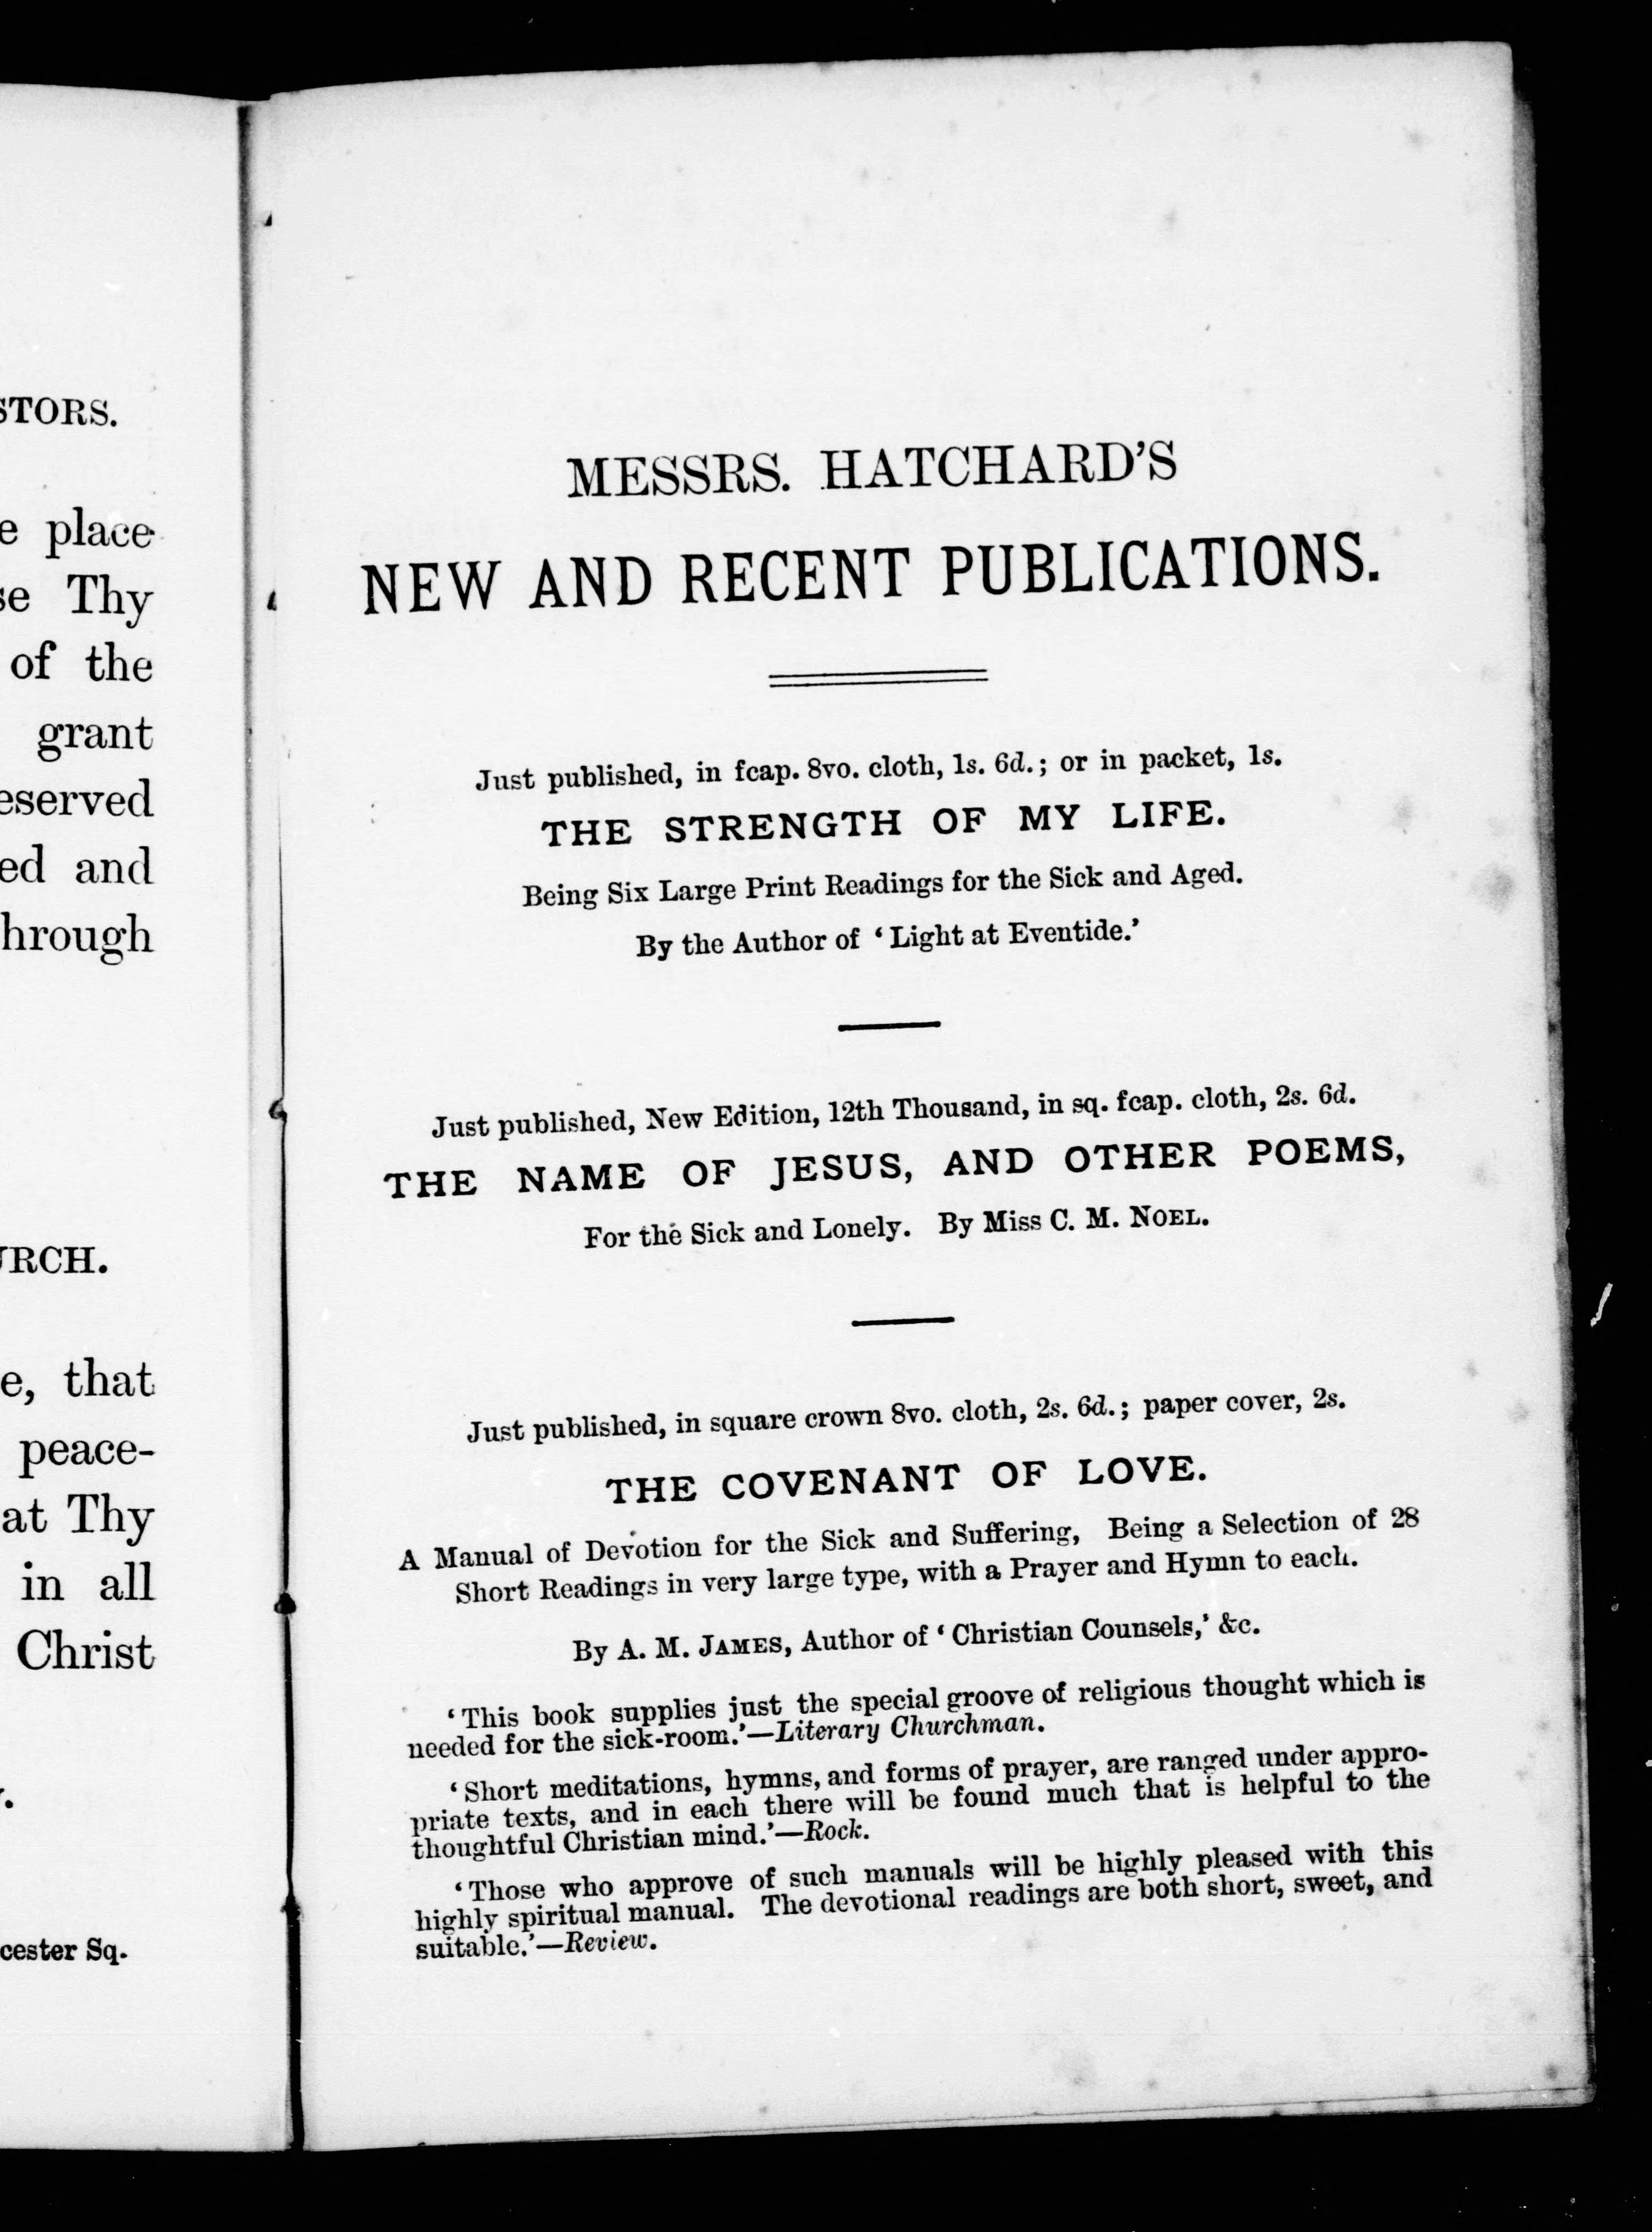 STORS.
e place
se Thy
of the
grant
eserved
ed and
hrough
URCH.
e, that
peace-
at Thy
in all
Christ
cester Sq.
MESSRS. HATCHARD'S
NEW AND RECENT PUBLICATIONS.
Just published, in fcap. 8vo. cloth, 1s. 6d.; or in packet, 1s.
THE STRENGTH OF MY LIFE.
Being Six Large Print Readings for the Sick and Aged.
By the Author of ‘Light at Eventide.’
Just published, New Edition, 12th Thousand, in sq. fcap. cloth, 2s. 6d.
THE NAME OF JESUS, AND OTHER POEMS,
For the Sick and Lonely. By Miss C. M. NOEL.
Just published, in square crown 8vo. cloth, 2s. 6d.; paper cover, 2s.
THE COVENANT OF LOVE.
A Manual of Devotion for the Sick and Suffering, Being a Selection of 28
Short Readings in very large type, with a Prayer and Hymn to each.
By A. M. JAMES, Author of ‘Christian Counsels,’ &c.
‘This book supplies just the special groove of religious thought which is
needed for the sick-room.’—Literary Churchman.
‘Short meditations, hymns, and forms of prayer, are ranged under appro-
priate texts, and in each there will be found much that is helpful to the
thoughtful Christian mind.’—Rock.
‘Those who approve of such manuals will be highly pleased with this
highly spiritual manual. The devotional readings are both short, sweet, and
suitable.’—Review.